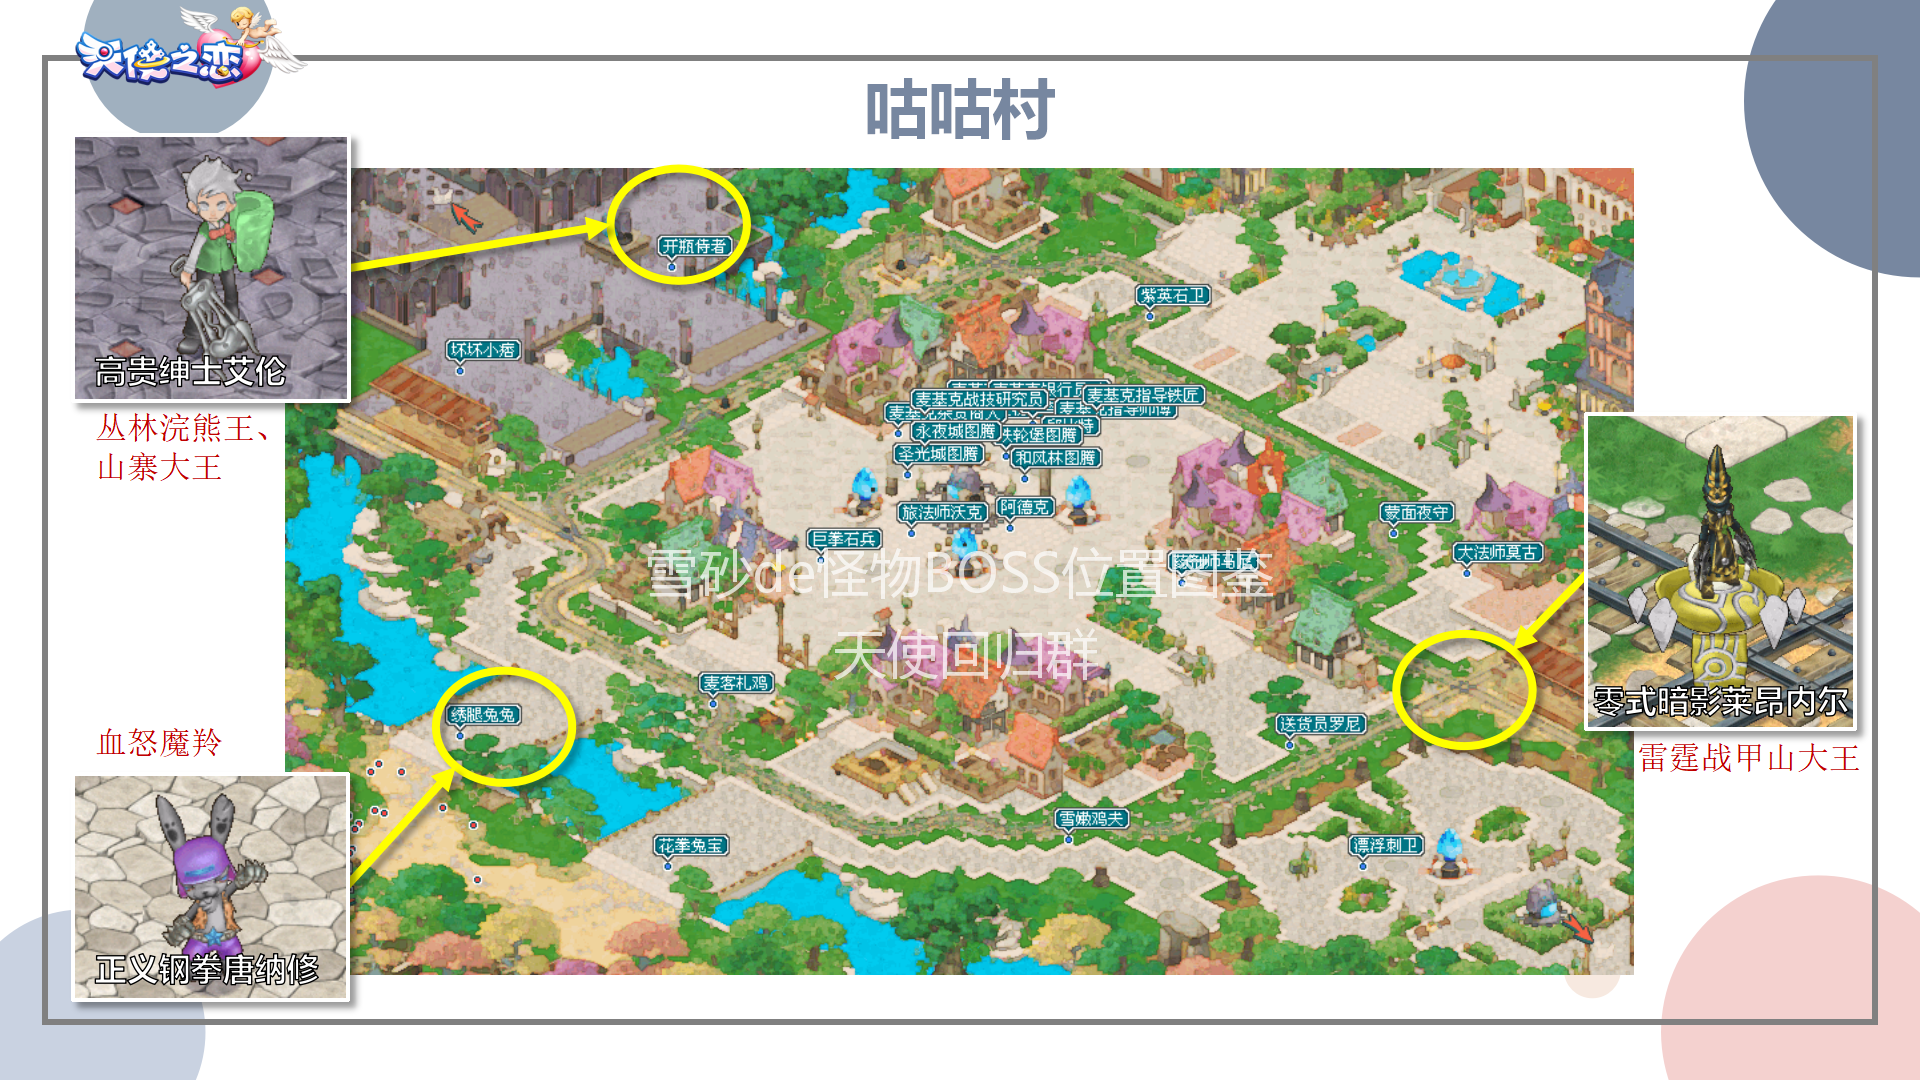 天使之恋
咕咕村
高贵绅士艾伦
丛林浣熊王、
山寨大王
血怒魔羚
正义钢拳唐纳修
零式暗影莱昂内尔
雷霆战甲山大王
开瓶侍者
坏坏小痞
紫英石卫
麦基克战技研究员
麦基克指导铁匠
永夜城图腾
铁轮堡图腾
圣光城图腾
和风林图腾
旅法师沃克
阿德克
巨拳石兵
蒙面夜守
大法师莫古
雪砂de怪物BOSS位置图鉴
天使回归群
麦客札鸡
绣腿兔兔
送货员罗尼
雪嫩鸡夫
花拳兔宝
漂浮刺卫